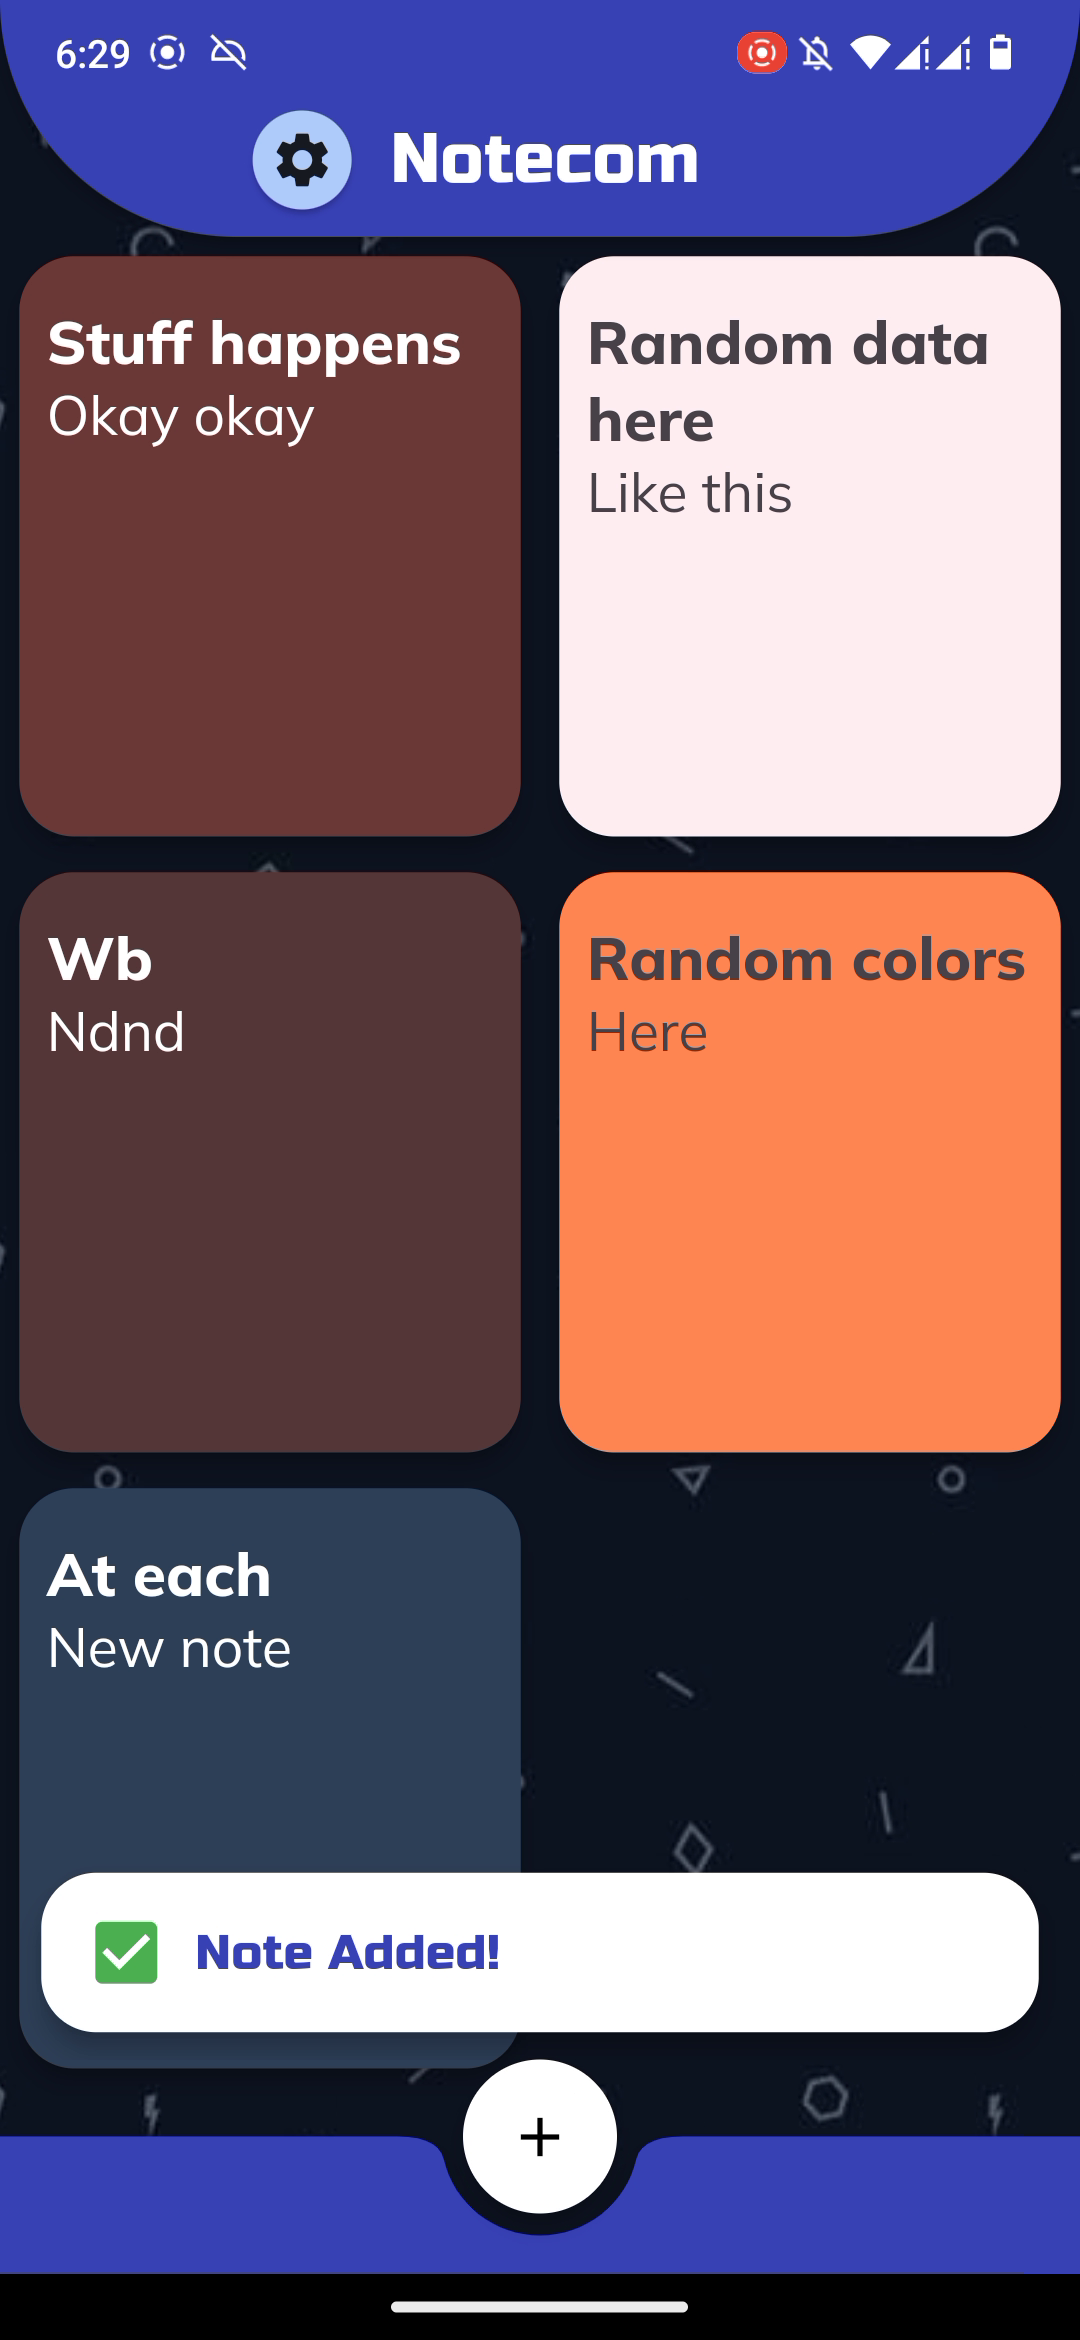 6:29
Notecom
Stuff happens
Okay okay
Random data
here
Like this
Wb
Ndnd
Random colors
Here
At each
New note
Note Added!